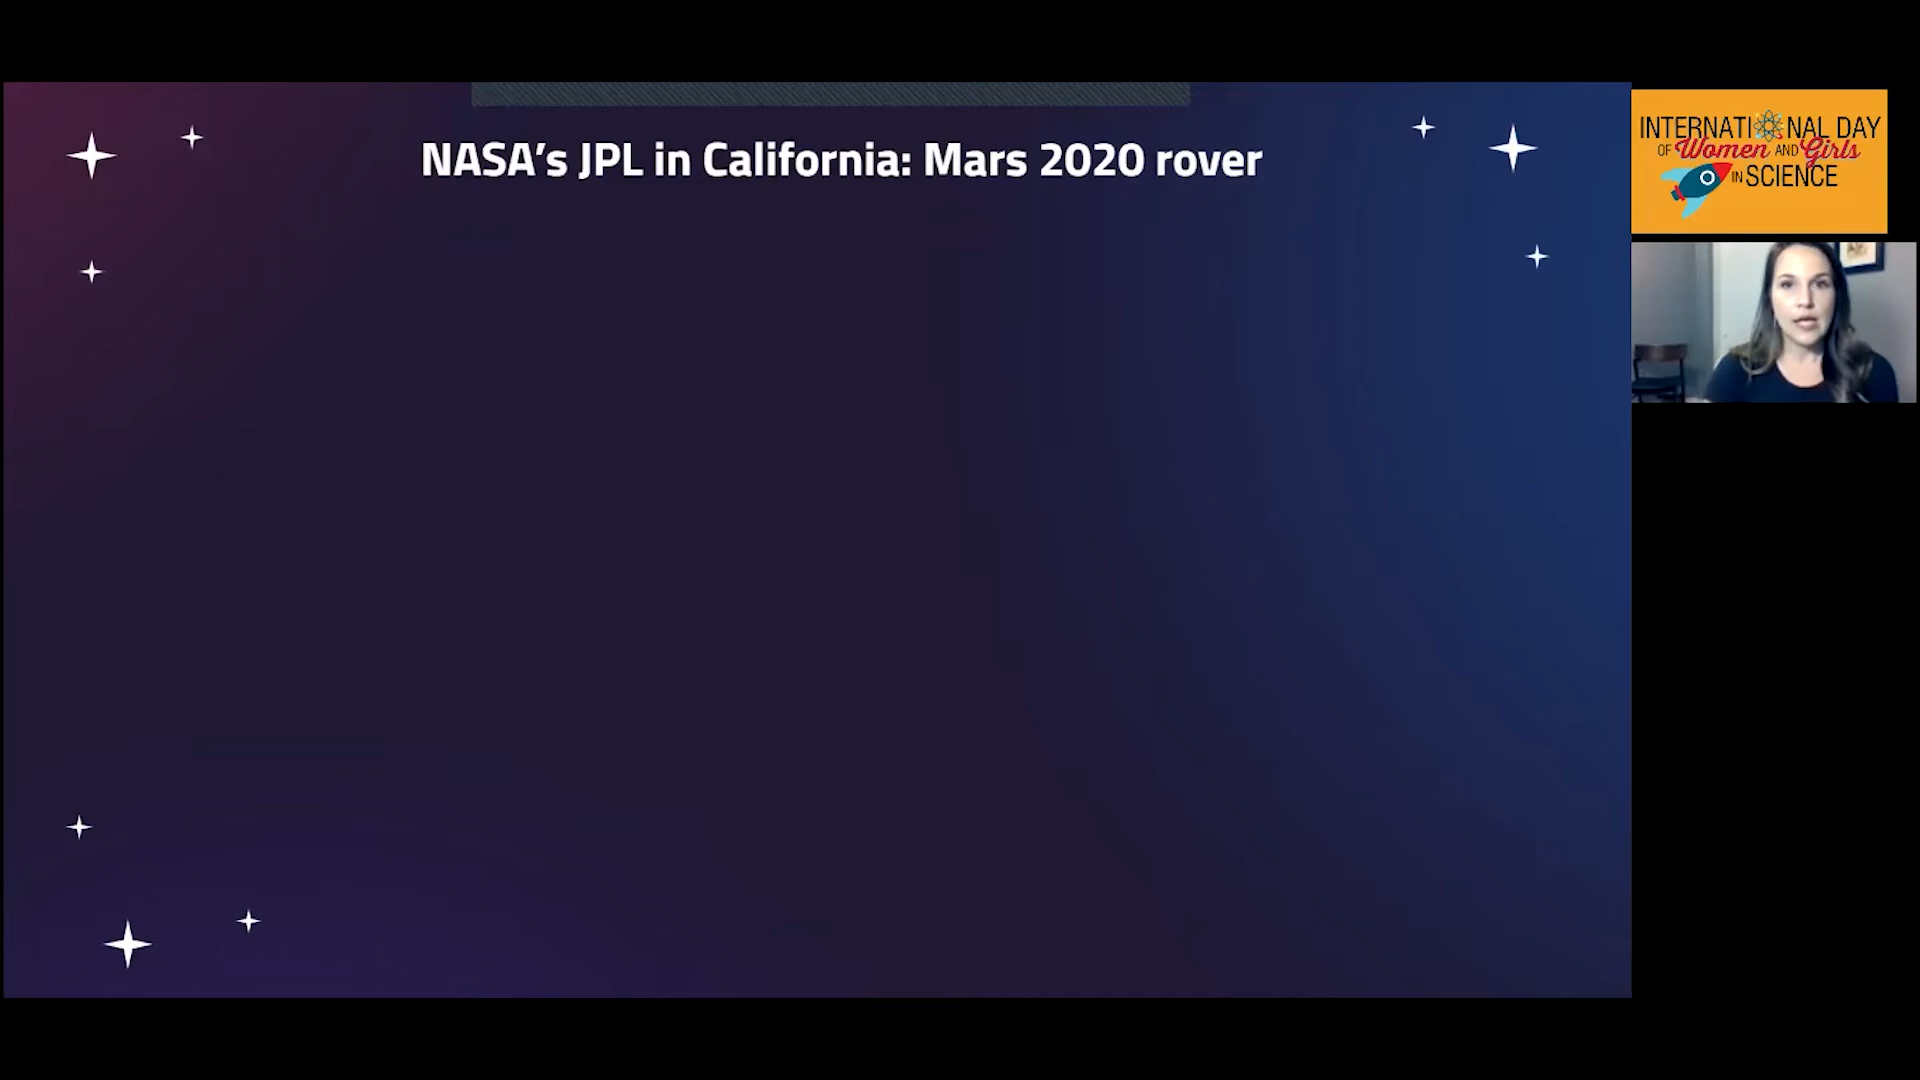 NASA’s JPL in California: Mars 2020 rover
INTERNATIONAL DAY
OF Women AND Girls
IN SCIENCE